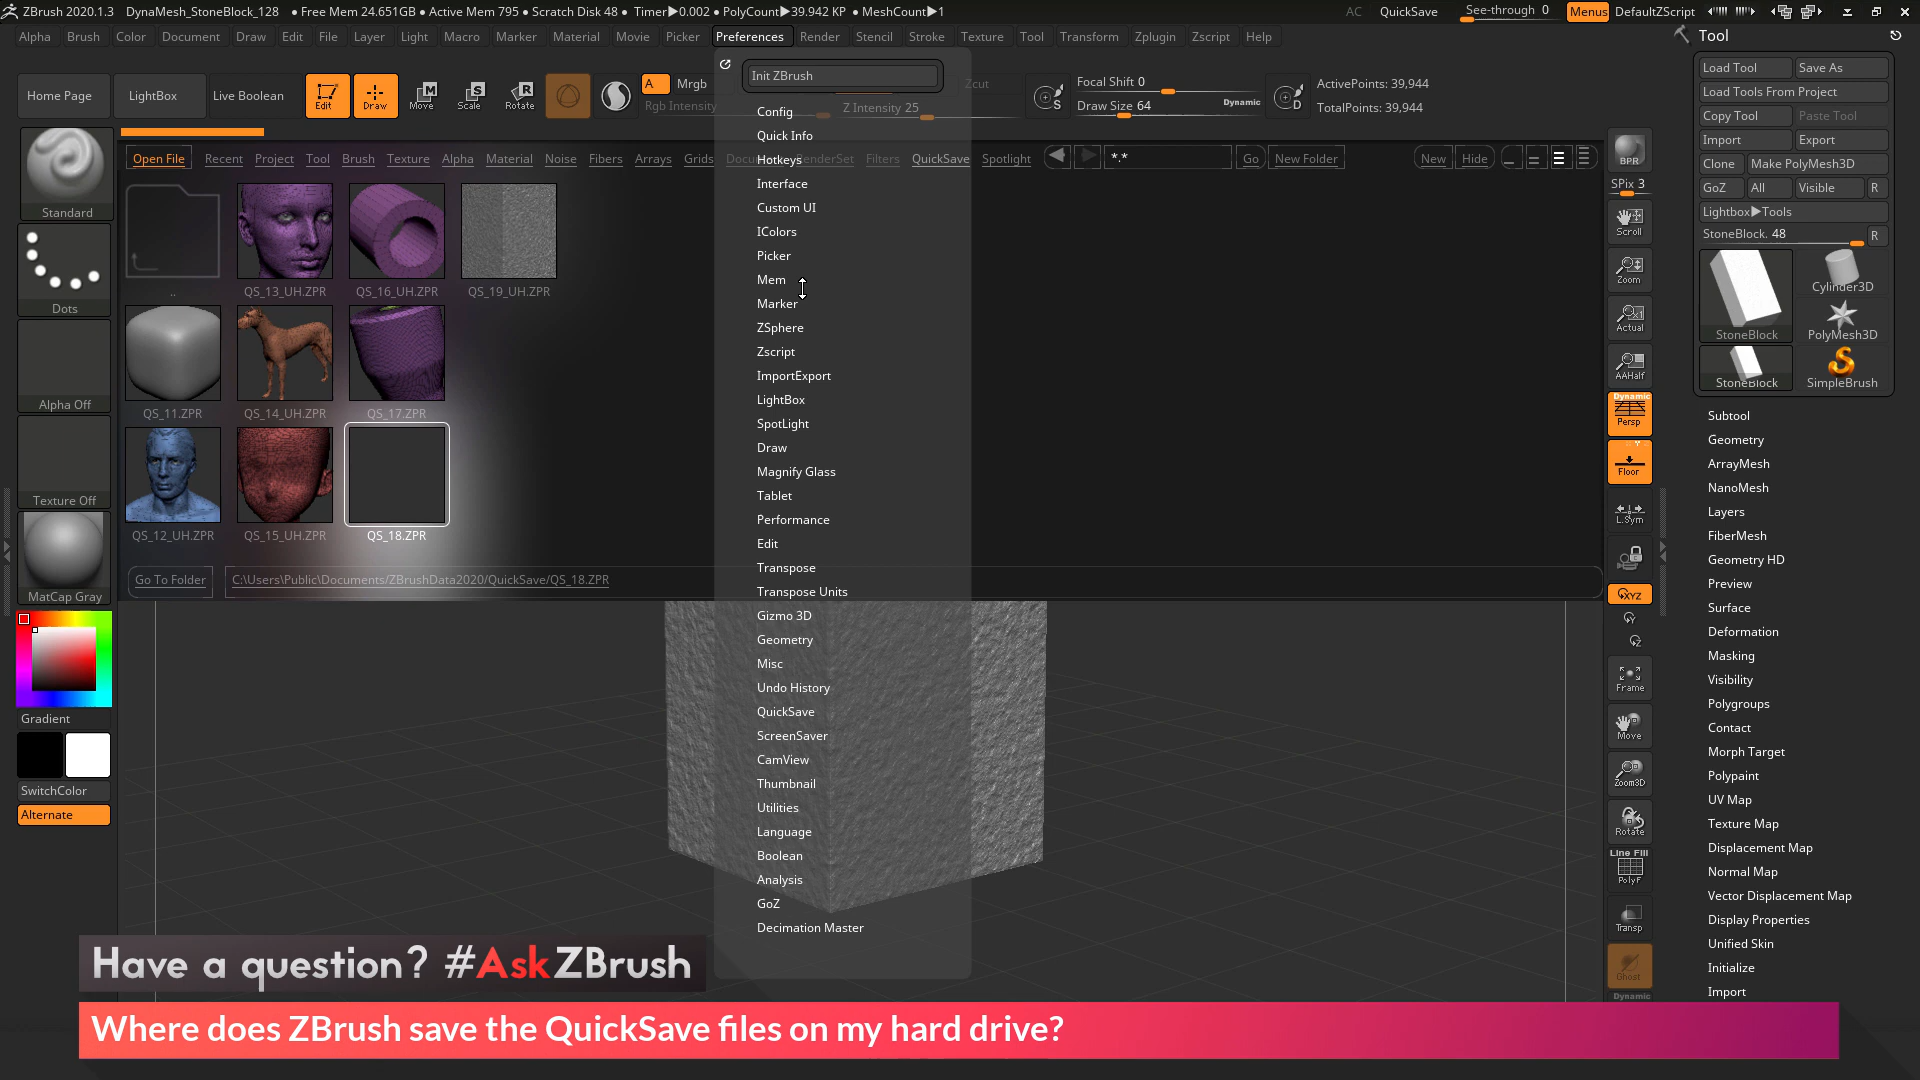 ZBrush 2020.1.3 DynaMesh_StoneBlock_128 • Free Mem 24.651GB • Active Mem 795 • Scratch Disk 48 • Timer▶0.002 • PolyCount▶39.942 KP • MeshCount▶1 AC QuickSave See-through 0 Menus DefaultZScript
Alpha Brush Color Document Draw Edit File Layer Light Macro Marker Material Movie Picker Preferences Render Stencil Stroke Texture Tool Transform Zplugin Zscript Help
Tool
Home Page LightBox Live Boolean Edit Draw Move Scale Rotate A Mrgb Rgb Intensity
Init ZBrush
Zcut
Z Intensity 25
S Focal Shift 0
Draw Size 64 Dynamic
D ActivePoints: 39,944
TotalPoints: 39,944
Load Tool Save As
Load Tools From Project
Copy Tool Paste Tool
Import Export
Clone Make PolyMesh3D
GoZ All Visible R
Lightbox▶Tools
StoneBlock. 48 R
StoneBlock Cylinder3D
PolyMesh3D
StoneBlock SimpleBrush
Open File Recent Project Tool Brush Texture Alpha Material Noise Fibers Arrays Grids Filters QuickSave Spotlight *.* Go New Folder New Hide
Standard
Dots
Alpha Off
Texture Off
MatCap Gray
Gradient
SwitchColor
Alternate
..
QS_13_UH.ZPR
QS_16_UH.ZPR
QS_19_UH.ZPR
QS_11.ZPR
QS_14_UH.ZPR
QS_17.ZPR
QS_12_UH.ZPR
QS_15_UH.ZPR
QS_18.ZPR
Go To Folder C:\Users\Public\Documents/ZBrushData2020/QuickSave/QS_18.ZPR
Config
Quick Info
Hotkeys
Interface
Custom UI
IColors
Picker
Mem
Marker
ZSphere
Zscript
ImportExport
LightBox
SpotLight
Draw
Magnify Glass
Tablet
Performance
Edit
Transpose
Transpose Units
Gizmo 3D
Geometry
Misc
Undo History
QuickSave
ScreenSaver
CamView
Thumbnail
Utilities
Language
Boolean
Analysis
GoZ
Decimation Master
BPR
SPix 3
Scroll
Zoom
Actual
AAHalf
Dynamic
Persp
Floor
L.Sym
XYZ
Y
Z
Frame
Move
Zoom3D
Rotate
Line Fill
PolyF
Transp
Ghost
Dynamic
Subtool
Geometry
ArrayMesh
NanoMesh
Layers
FiberMesh
Geometry HD
Preview
Surface
Deformation
Masking
Visibility
Polygroups
Contact
Morph Target
Polypaint
UV Map
Texture Map
Displacement Map
Normal Map
Vector Displacement Map
Display Properties
Unified Skin
Initialize
Import
Have a question? #AskZBrush
Where does ZBrush save the QuickSave files on my hard drive?